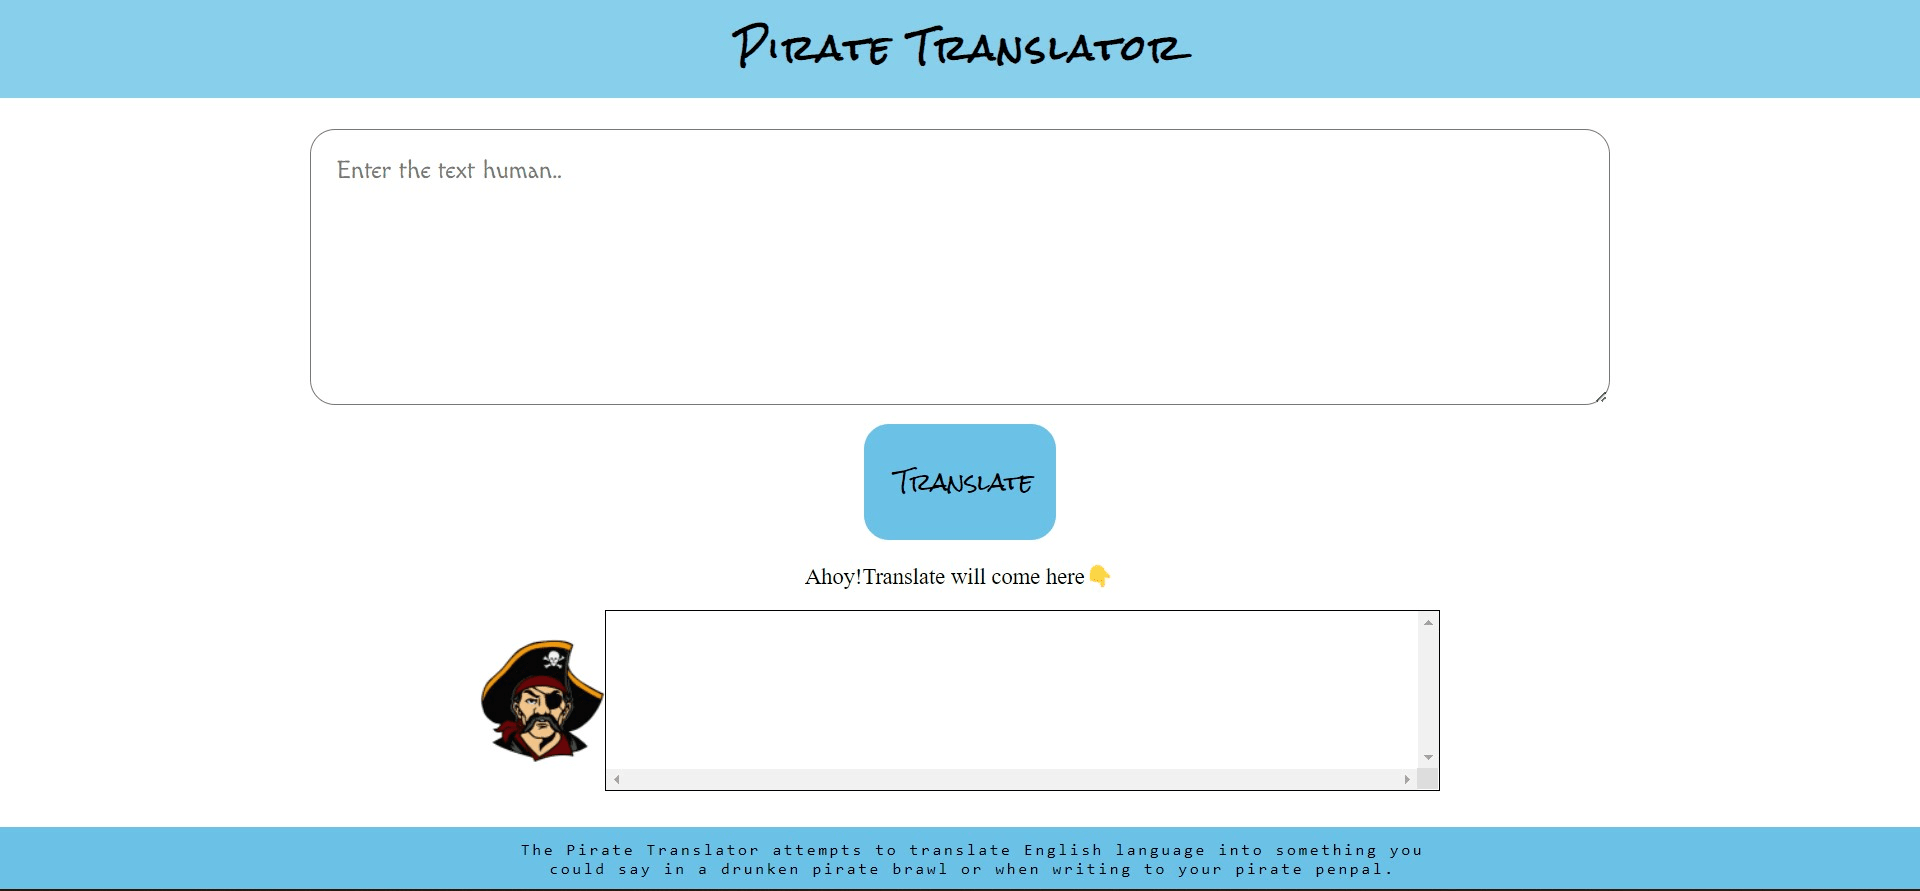 Pirate Translator
Enter the text human..
Translate
Ahoy!Translate will come here👇
The Pirate Translator attempts to translate English language into something you
could say in a drunken pirate brawl or when writing to your pirate penpal.